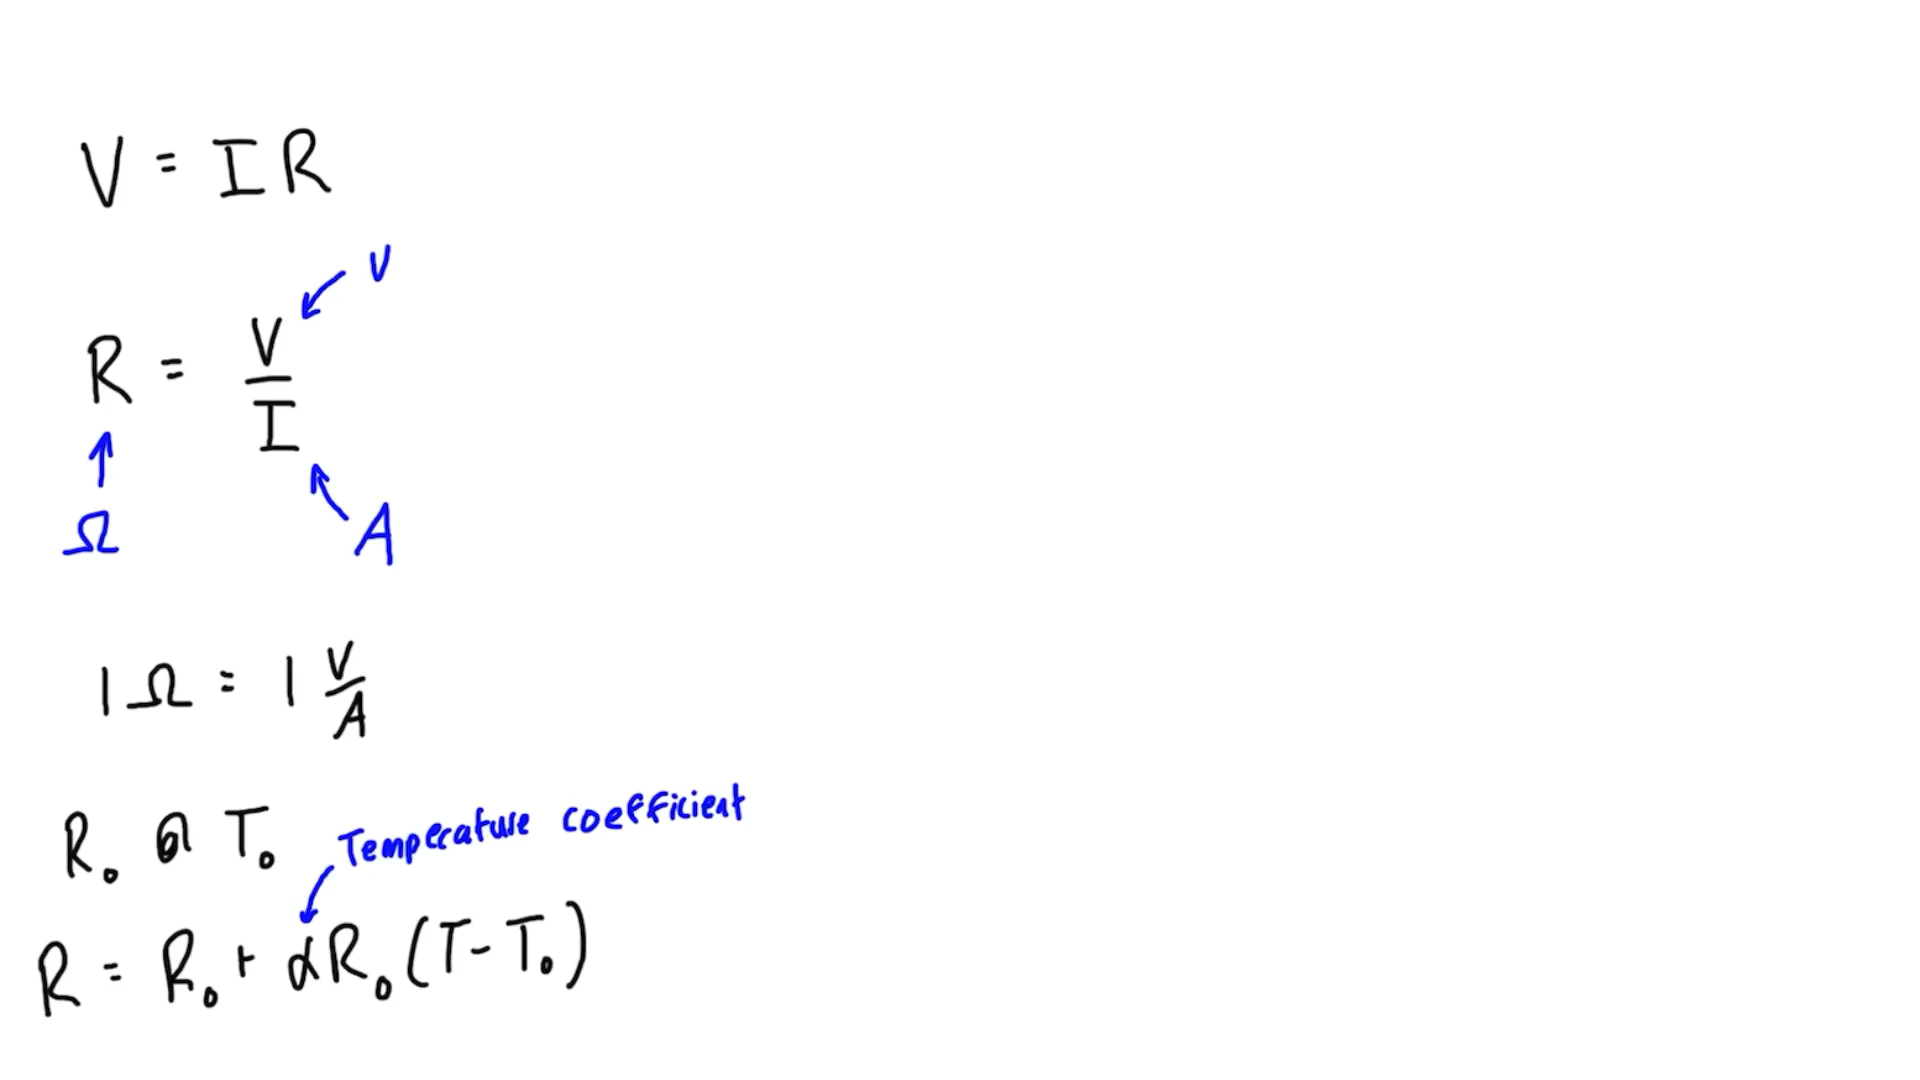 V = IR
V
R = V/I
Ω
A
1Ω = 1 V/A
R₀ @ T₀
Temperature coefficient
R = R₀ + αR₀(T - T₀)